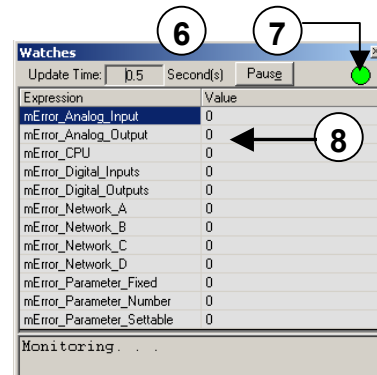 6 7
Watches
Update Time: 0.5 Second(s) Pause
Expression Value
mError_Analog_Input 0
mError_Analog_Output 0
8
mError_CPU 0
mError_Digital_Inputs 0
mError_Digital_Outputs 0
mError_Network_A 0
mError_Network_B 0
mError_Network_C 0
mError_Network_D 0
mError_Parameter_Fixed 0
mError_Parameter_Number 0
mError_Parameter_Settable 0
Monitoring. . .